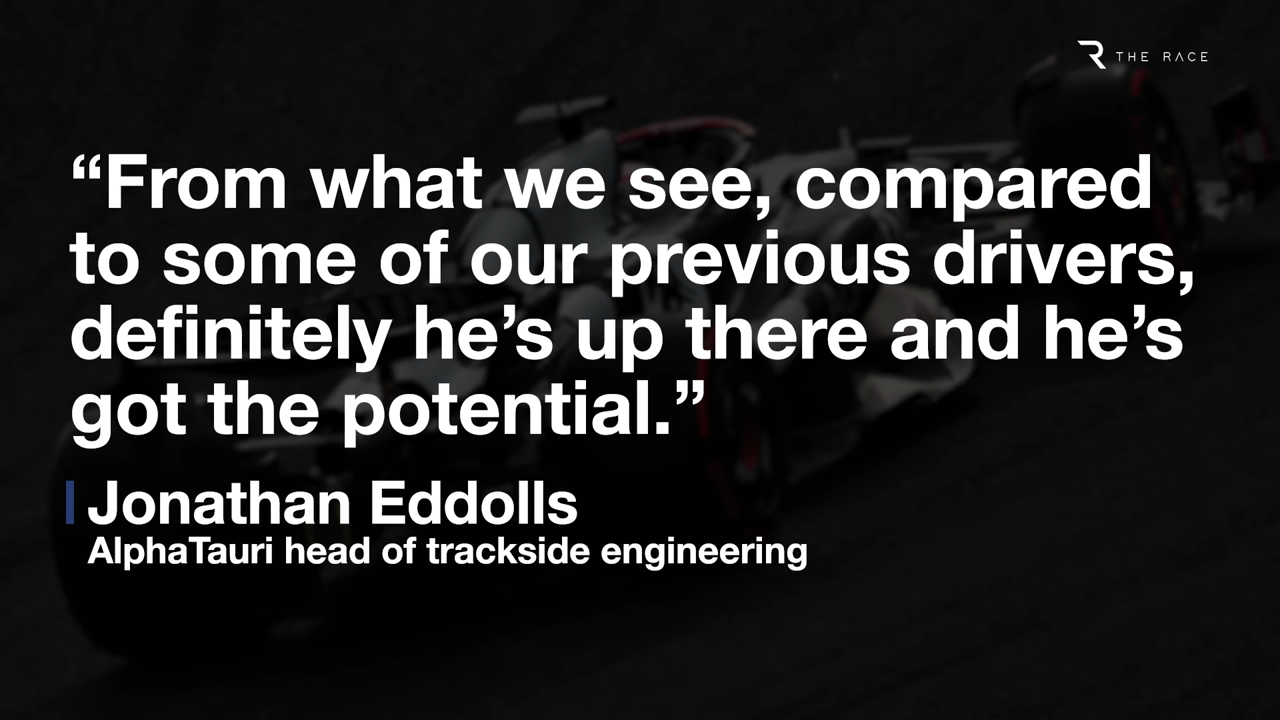 THE RACE
“From what we see, compared
to some of our previous drivers,
definitely he’s up there and he’s
got the potential.”
Jonathan Eddolls
AlphaTauri head of trackside engineering